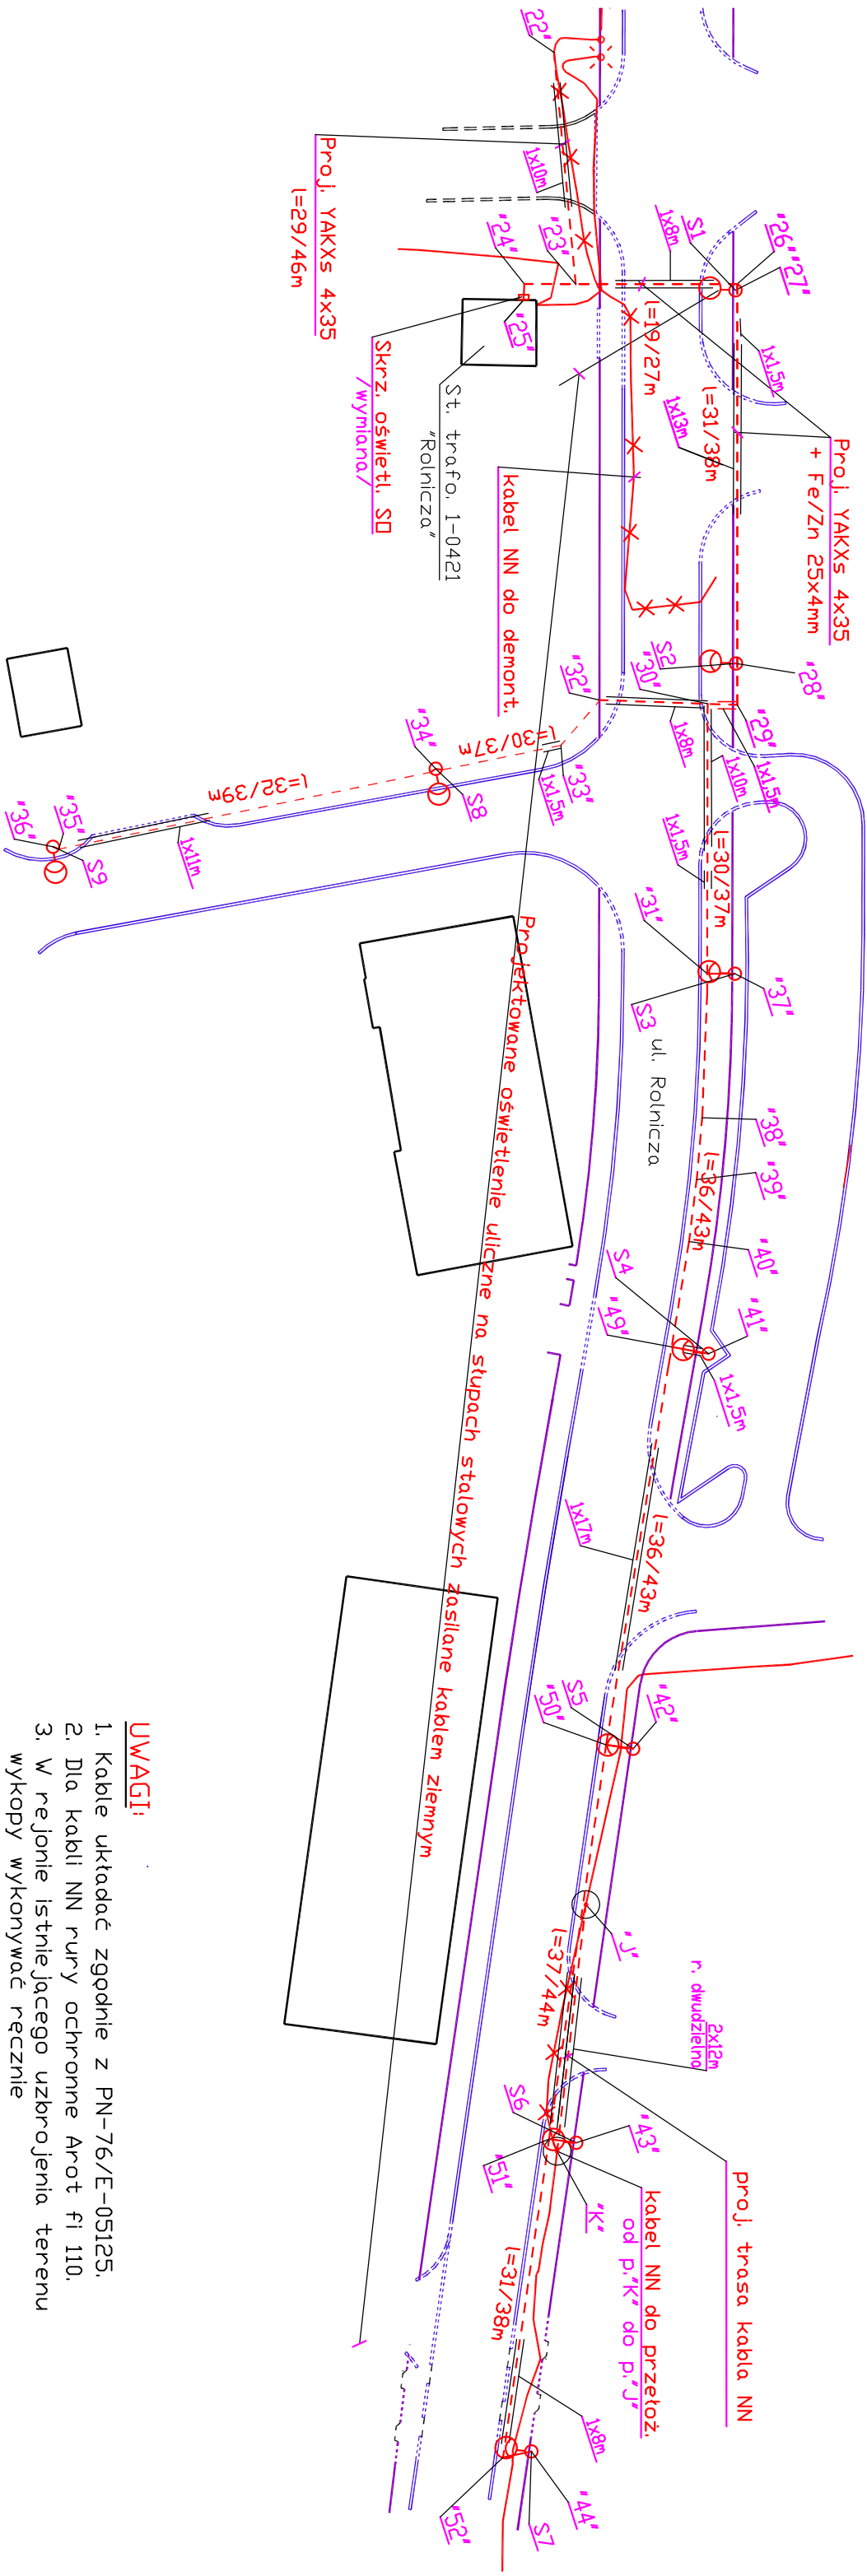 "22"
Proj. YAKXs 4x35
l=29/46m
1x10m
"24"
"23"
"25"
1x8m
S1
"26"
"27"
1x1,5m
l=19/27m
l=31/38m
1x13m
Proj. YAKXs 4x35
+ Fe/Zn 25x4mm
Skrz. oświetl. SO
/wymiana/
St. trafo. 1-0421
"Rolnicza"
kabel NN do demont.
S2
"28"
"30"
"32"
"29"
1x8m
1x10m
1x1,5m
"33"
1x1,5m
l=30/37m
"34"
S8
l=32/39m
1x11m
"35"
"36"
S9
1x1,5m
l=30/37m
"31"
"37"
S3
ul. Rolnicza
"38"
"39"
l=36/43m
"40"
S4
"49"
"41"
1x1,5m
Projektowane oświetlenie uliczne na słupach stalowych zasilane kablem ziemnym
1x17m
l=36/43m
S5
"50"
"42"
"J"
l=37/44m
2x12m
r. dwudzielna
S6
"51"
"43"
"K"
proj. trasa kabla NN
kabel NN do przełoż.
od p."K" do p."J"
l=31/38m
1x8m
"44"
S7
"52"
UWAGI:
1. Kable układać zgodnie z PN-76/E-05125.
2. Dla kabli NN rury ochronne Arot fi 110.
3. W rejonie istniejącego uzbrojenia terenu
wykopy wykonywać ręcznie